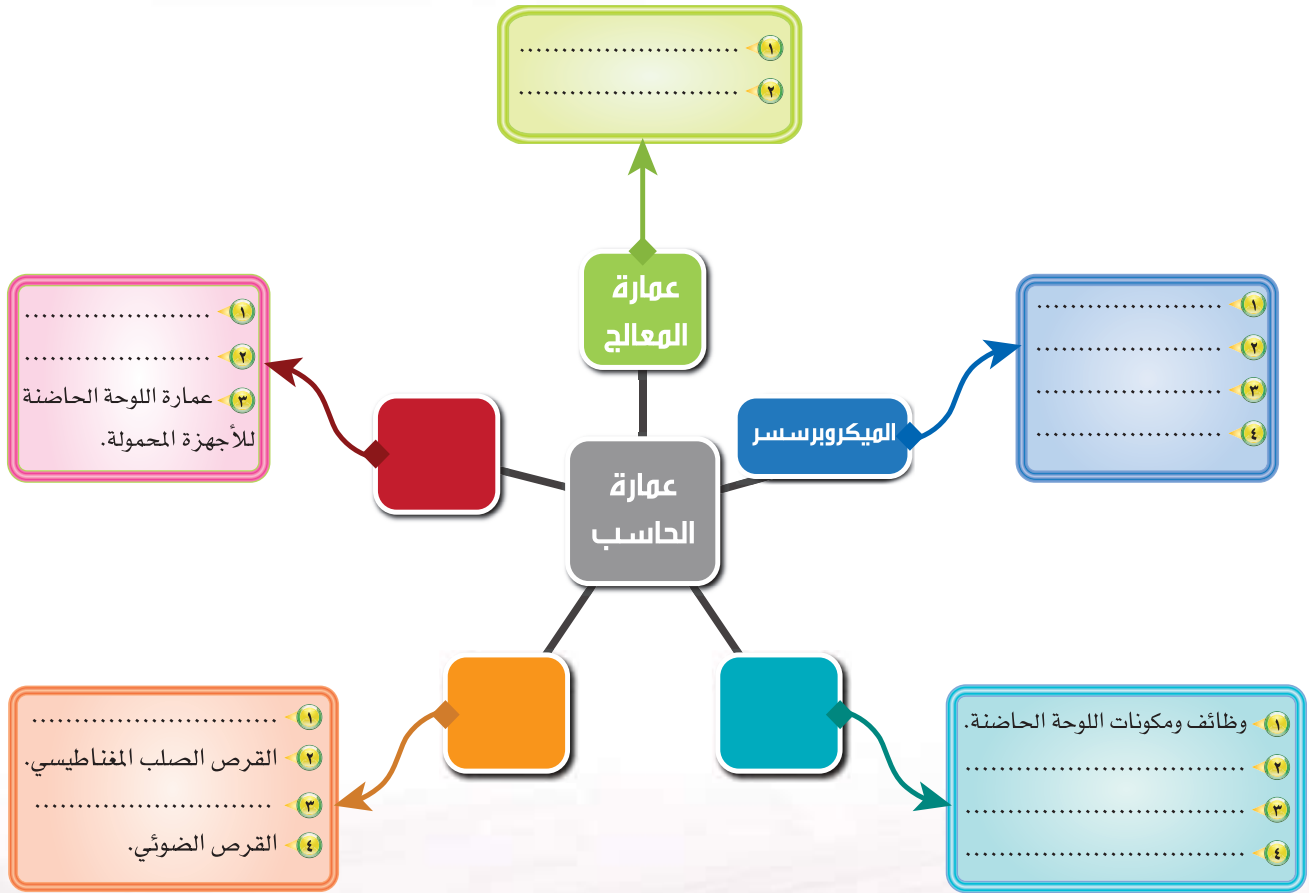 ١ ..........................
٢ ..........................
عمارة
المعالج
١ ......................
٢ ......................
٣ ......................
٤ ......................
الميكروبرسسر
١ ......................
٢ ......................
٣ عمارة اللوحة الحاضنة
للأجهزة المحمولة.
عمارة
الحاسب
١ وظائف ومكونات اللوحة الحاضنة.
٢ .................................
٣ .................................
٤ .................................
١ .............................
٢ القرص الصلب المغناطيسي.
٣ ............................
٤ القرص الضوئي.